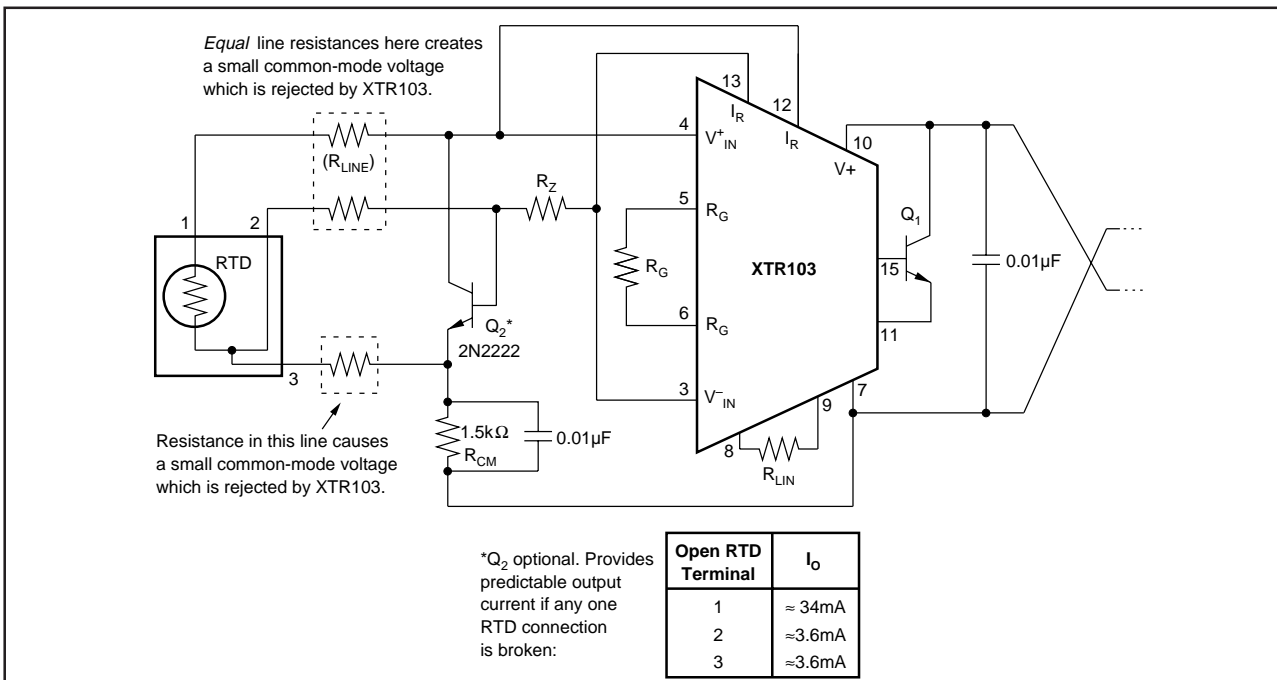 Equal line resistances here creates
a small common-mode voltage
which is rejected by XTR103.
13
12
I_R
I_R
4
V⁺_IN
10
V+
(R_LINE)
R_Z
5
R_G
Q₁
1
2
RTD
R_G
XTR103
15
0.01µF
6
R_G
11
Q₂*
2N2222
3
3
V⁻_IN
7
9
8
R_LIN
1.5kΩ
R_CM
0.01µF
Resistance in this line causes
a small common-mode voltage
which is rejected by XTR103.
*Q₂ optional. Provides
predictable output
current if any one
RTD connection
is broken:
Open RTD
Terminal
I_O
1 ≈ 34mA
2 ≈3.6mA
3 ≈3.6mA